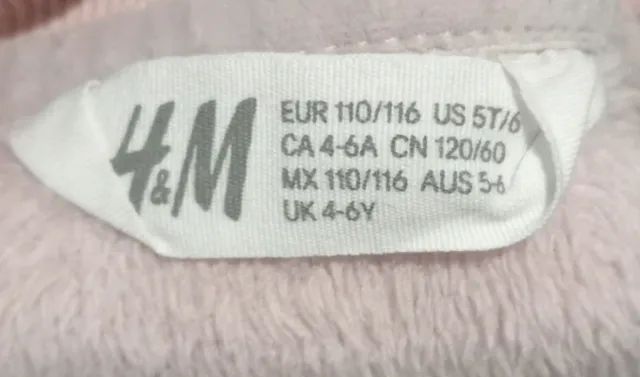 H&M
EUR 110/116 US 5T/6
CA 4-6A CN 120/60
MX 110/116 AUS 5-6
UK 4-6Y